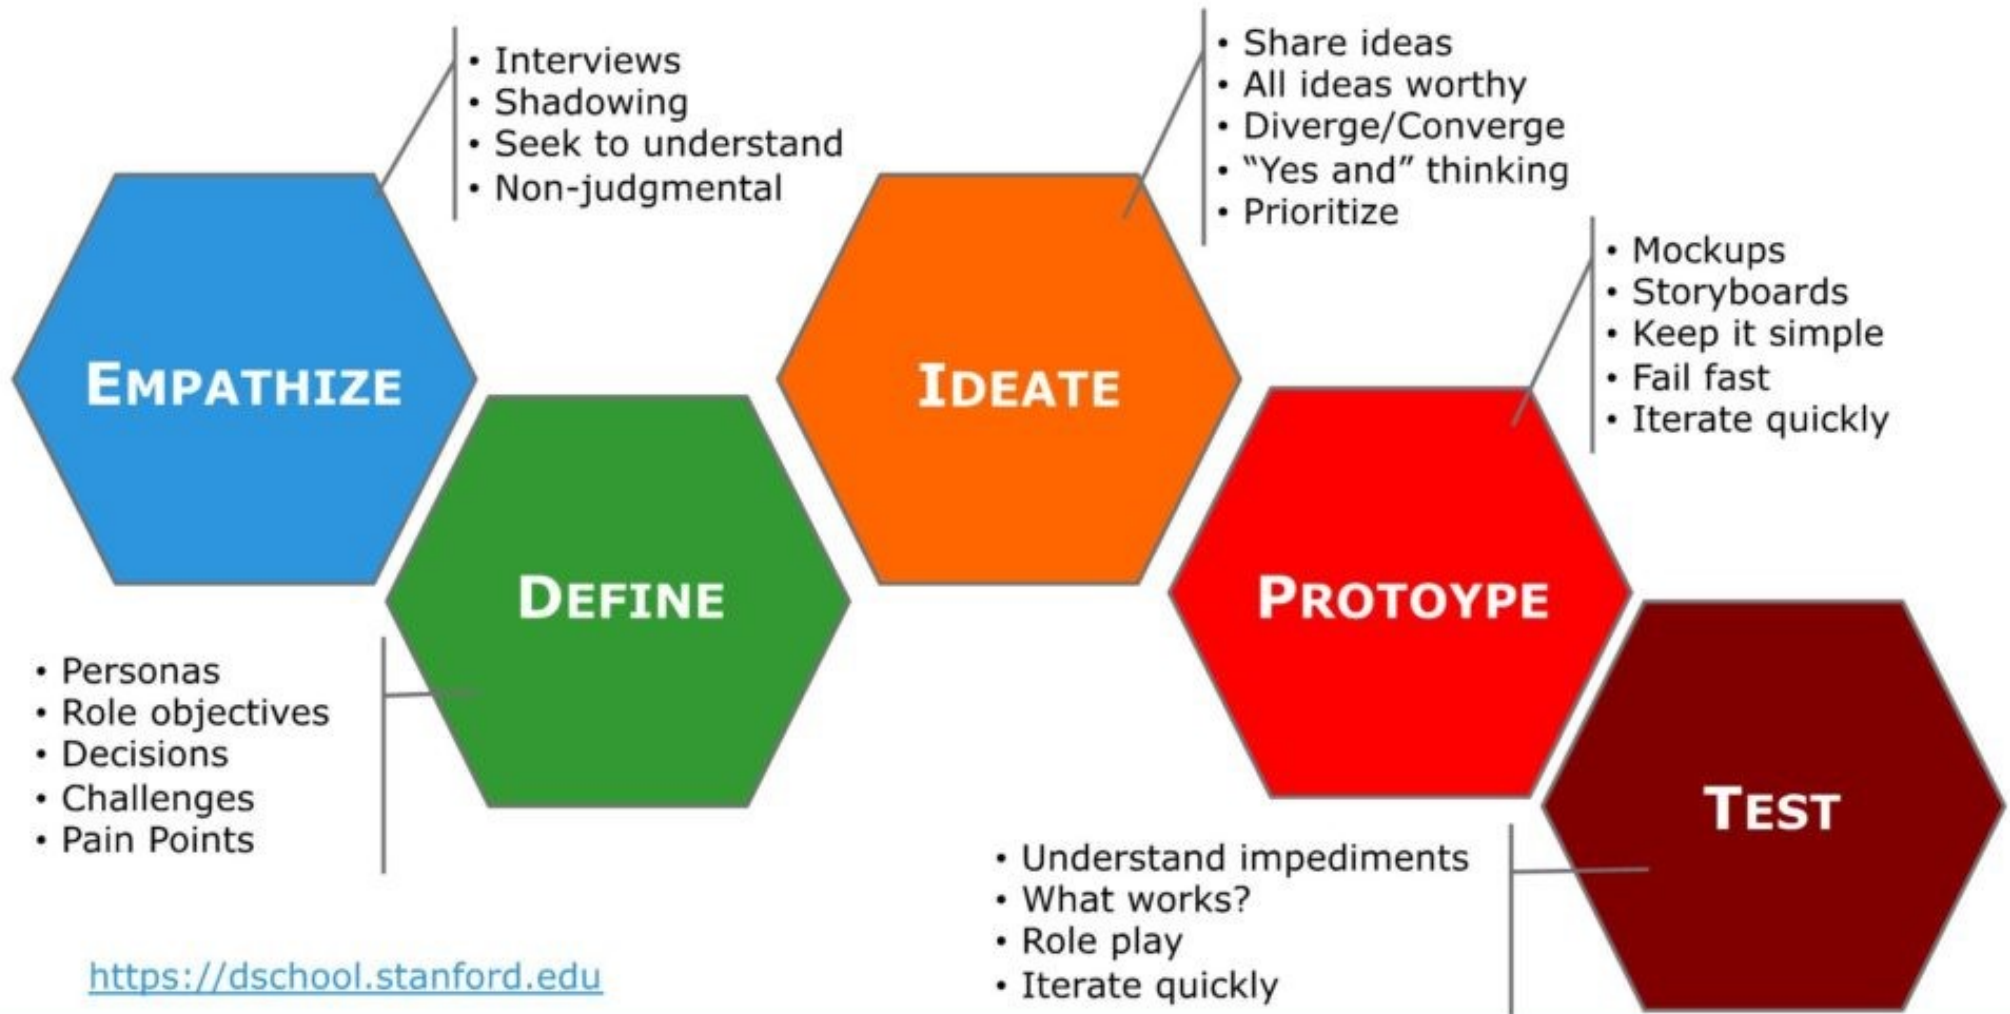 • Interviews
• Shadowing
• Seek to understand
• Non-judgmental
EMPATHIZE
• Personas
• Role objectives
• Decisions
• Challenges
• Pain Points
DEFINE
• Share ideas
• All ideas worthy
• Diverge/Converge
• “Yes and” thinking
• Prioritize
IDEATE
• Mockups
• Storyboards
• Keep it simple
• Fail fast
• Iterate quickly
PROTOYPE
• Understand impediments
• What works?
• Role play
• Iterate quickly
TEST
https://dschool.stanford.edu